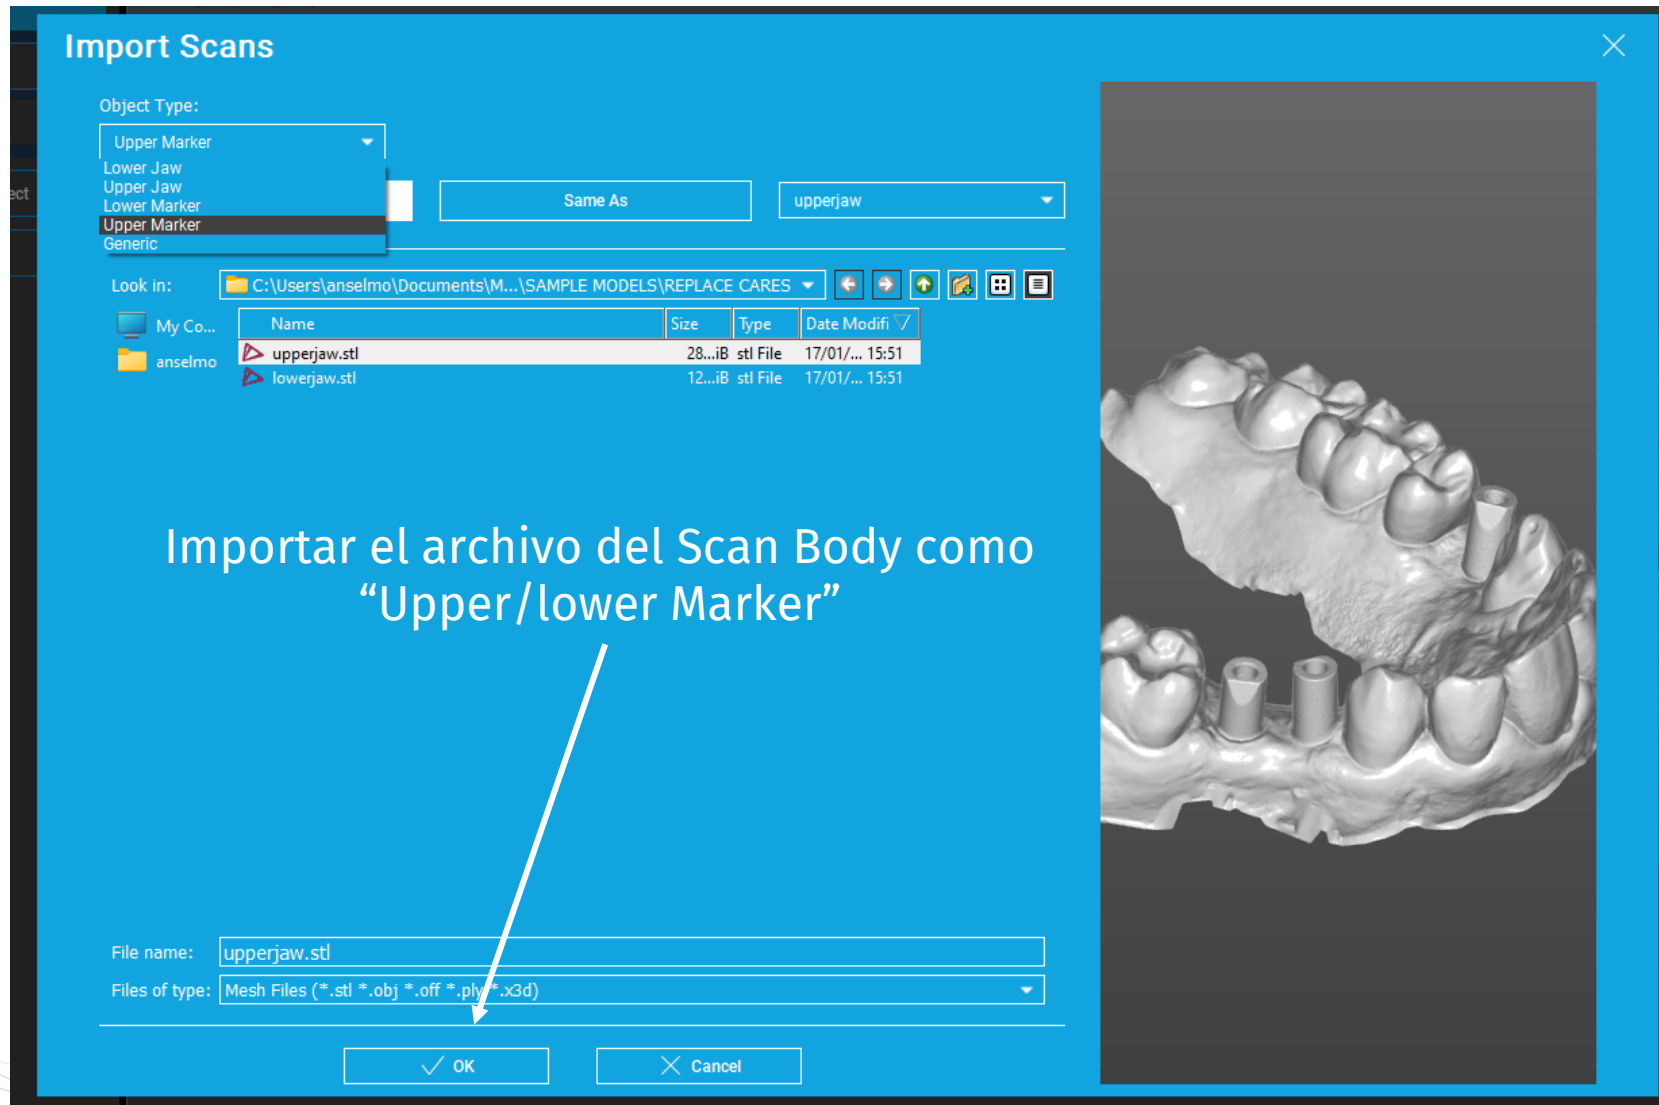 Import Scans
Object Type:
Upper Marker
Lower Jaw
Upper Jaw
Lower Marker
Upper Marker
Generic
ect
Same As
upperjaw
Look in:
C:\Users\anselmo\Documents\M...\SAMPLE MODELS\REPLACE CARES
My Co...
anselmo
Name Size Type Date Modifi
upperjaw.stl 28...iB stl File 17/01/... 15:51
lowerjaw.stl 12...iB stl File 17/01/... 15:51
Importar el archivo del Scan Body como
“Upper/lower Marker”
File name: upperjaw.stl
Files of type: Mesh Files (*.stl *.obj *.off *.ply *.x3d)
OK
Cancel